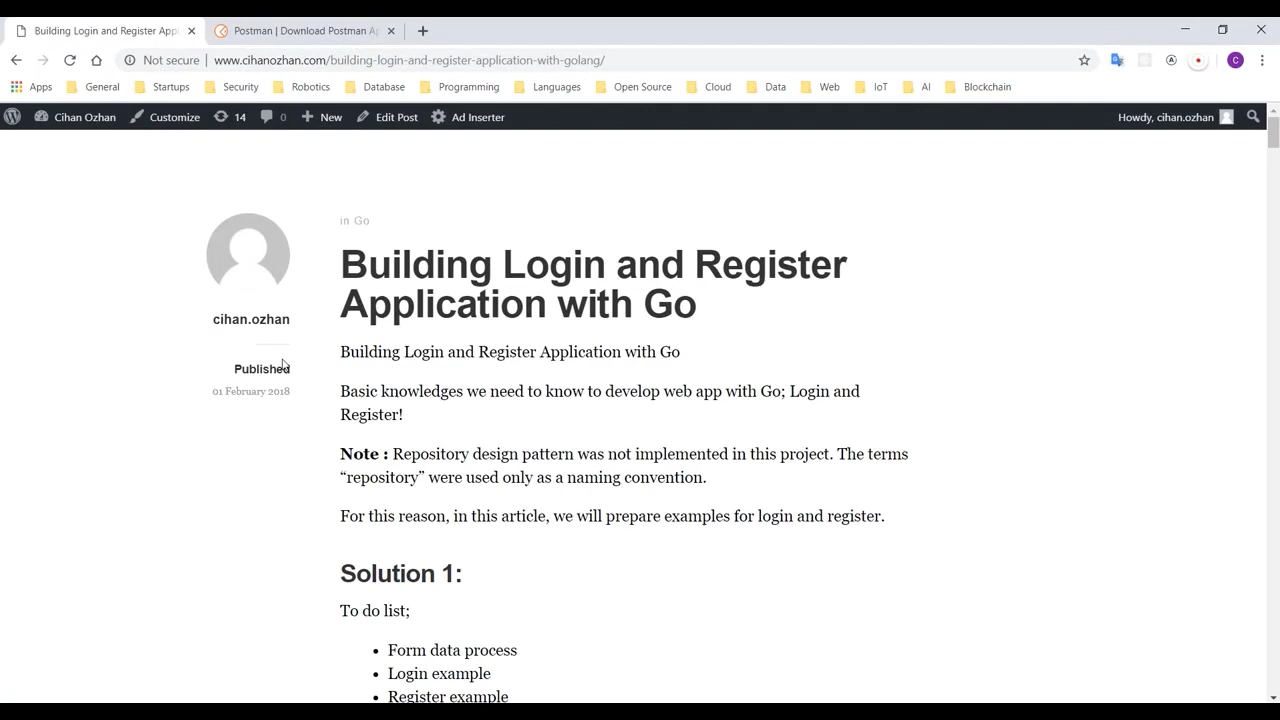 Building Login and Register Appl
Postman | Download Postman Ap
Not secure
www.cihanozhan.com/building-login-and-register-application-with-golang/
Apps General Startups Security Robotics Database Programming Languages Open Source Cloud Data Web IoT AI Blockchain
Cihan Ozhan Customize 14 0 New Edit Post Ad Inserter Howdy, cihan.ozhan
in Go
Building Login and Register
Application with Go
cihan.ozhan
Published
01 February 2018
Building Login and Register Application with Go
Basic knowledges we need to know to develop web app with Go; Login and
Register!
Note : Repository design pattern was not implemented in this project. The terms
“repository” were used only as a naming convention.
For this reason, in this article, we will prepare examples for login and register.
Solution 1:
To do list;
• Form data process
• Login example
• Register example